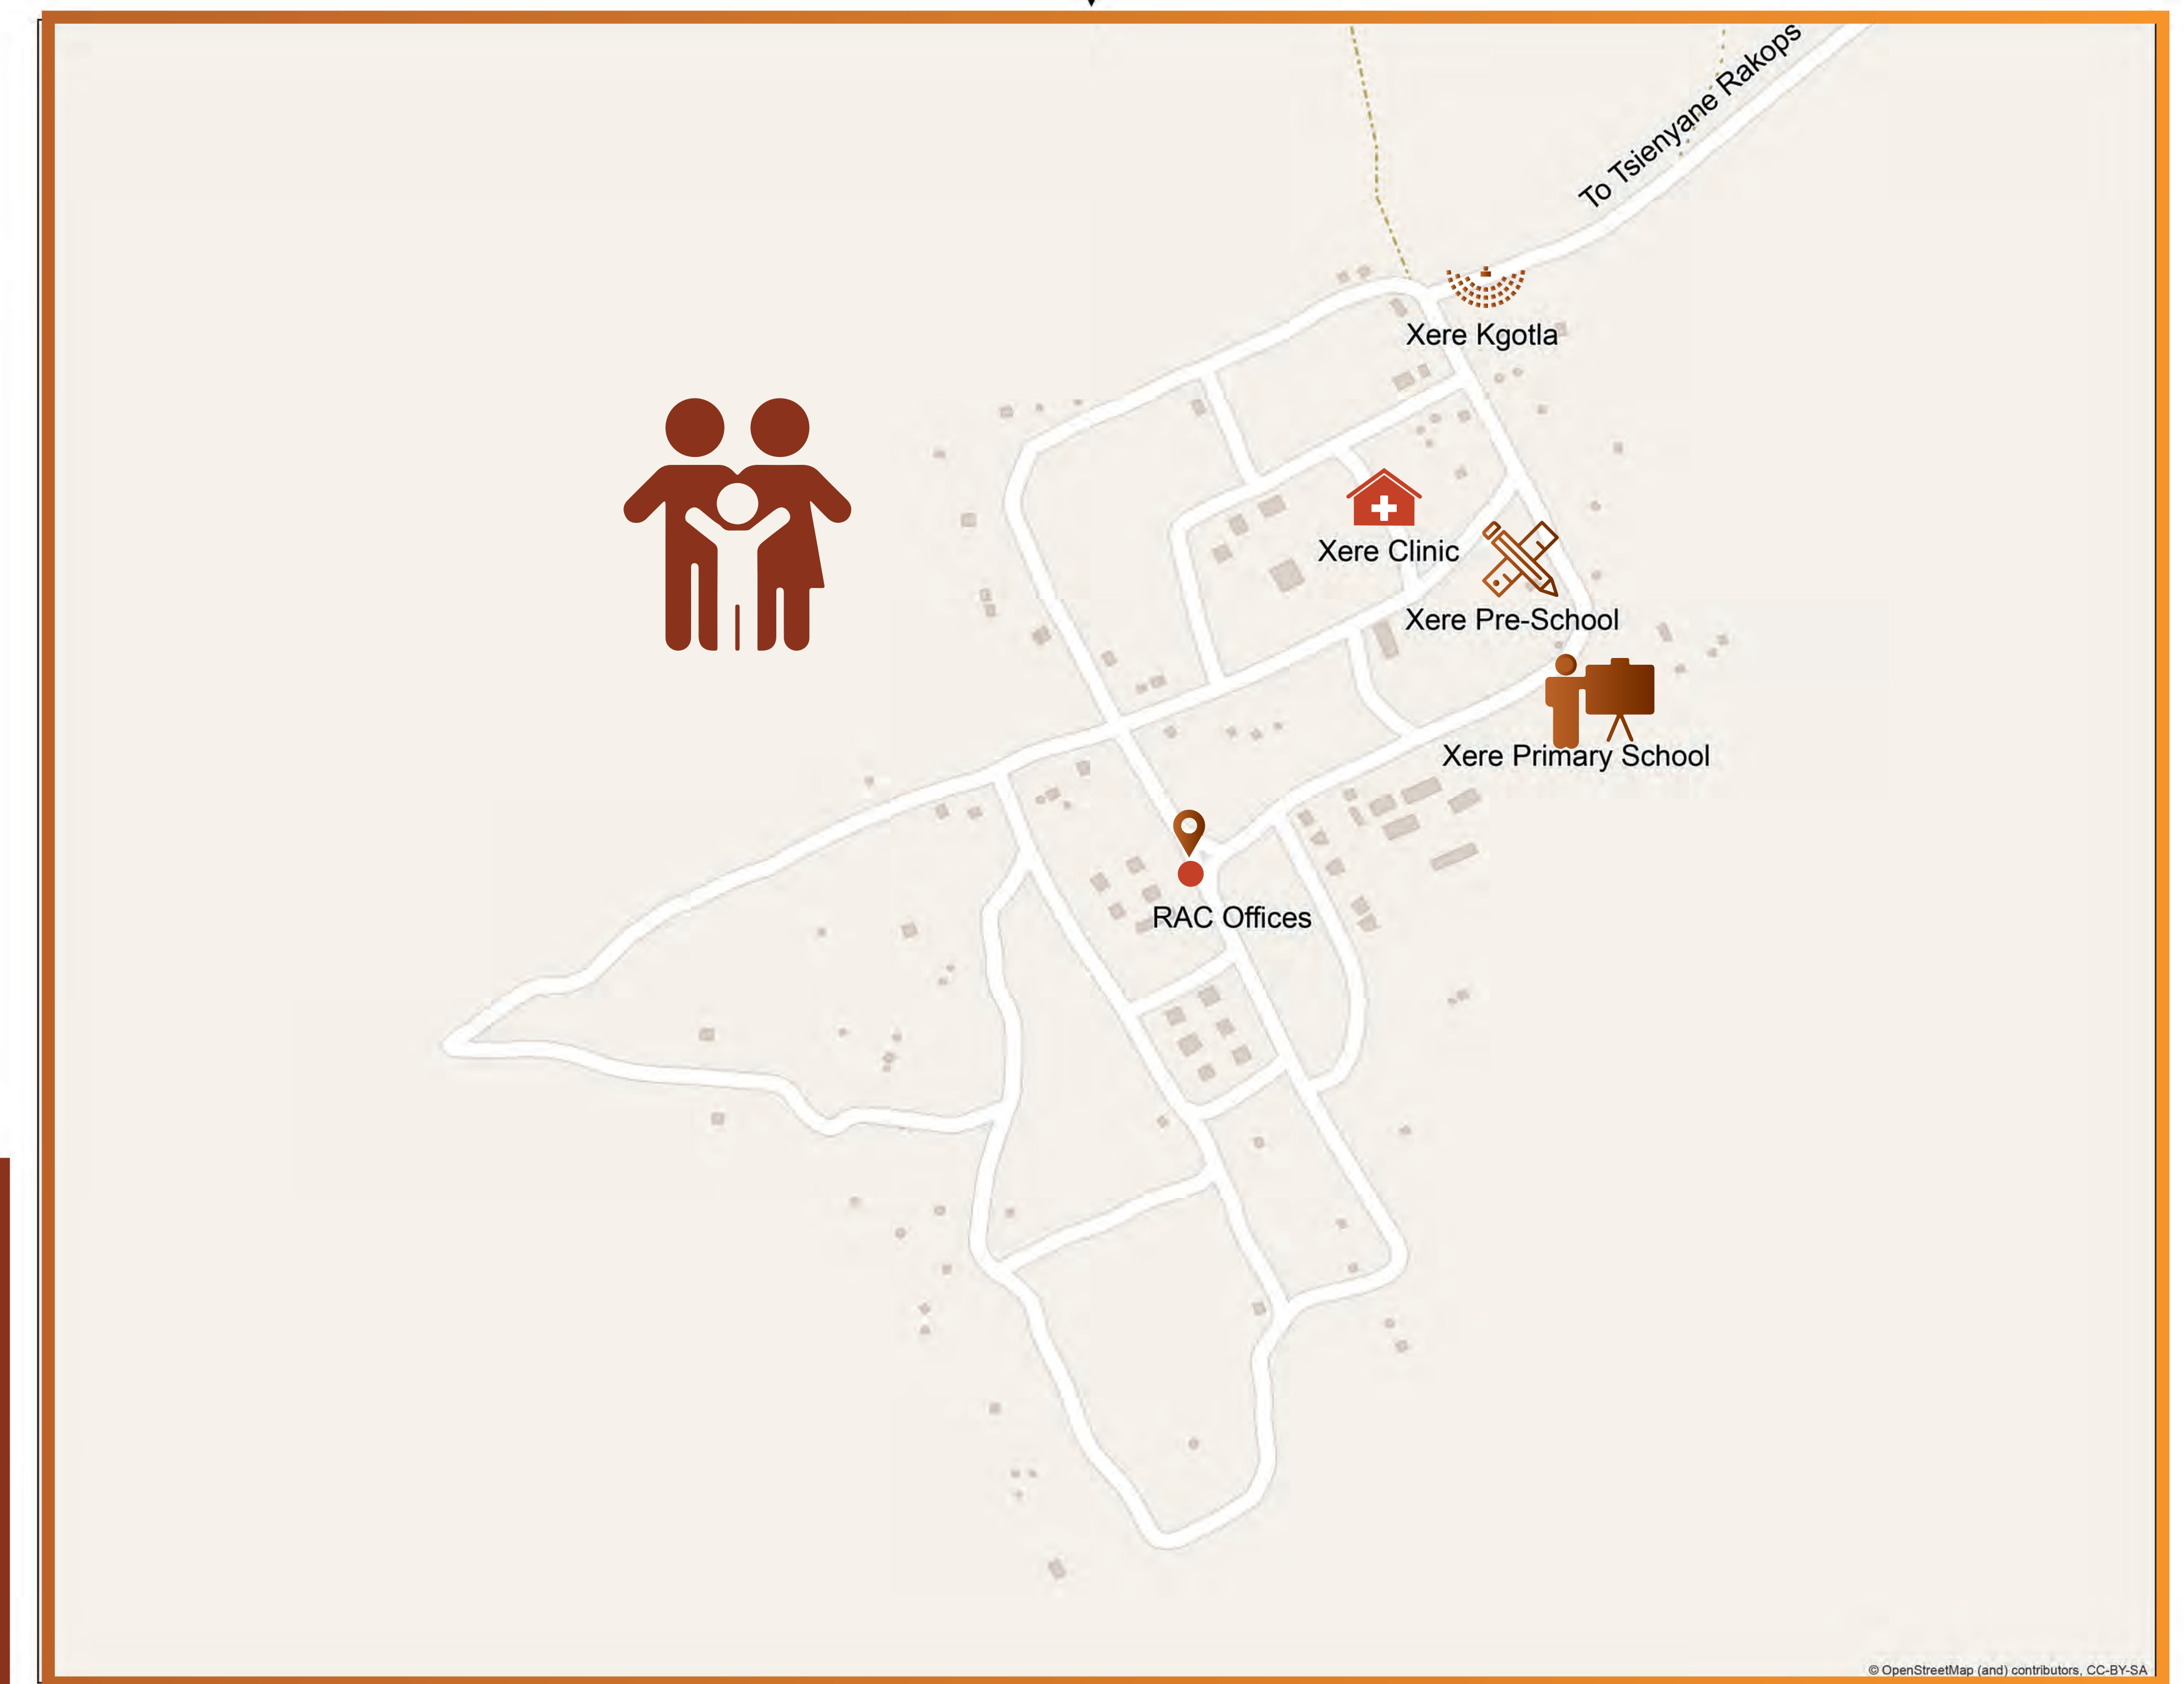 To Tsienyane Rakops
Xere Kgotla
Xere Clinic
Xere Pre-School
Xere Primary School
RAC Offices
© OpenStreetMap (and) contributors, CC-BY-SA